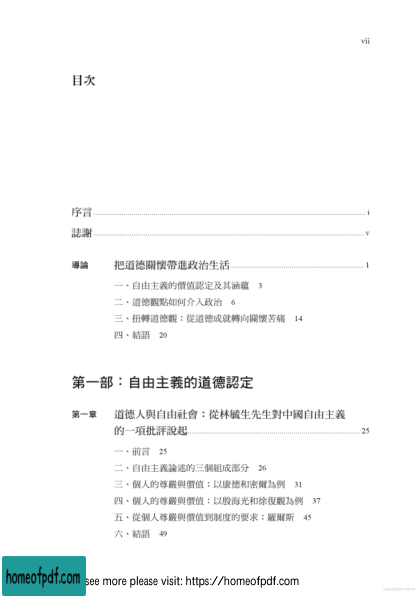 vii
目次
序言 i
誌謝 v
導論 把道德關懷帶進政治生活 1
一、自由主義的價值認定及其涵蘊 3
二、道德觀點如何介入政治 6
三、扭轉道德觀：從道德成就轉向關懷苦痛 14
四、結語 20
第一部：自由主義的道德認定
第一章 道德人與自由社會：從林毓生先生對中國自由主義
的一項批評說起 25
一、前言 25
二、自由主義論述的三個組成部分 26
三、個人的尊嚴與價值：以康德和密爾為例 31
四、個人的尊嚴與價值：以殷海光和徐復觀為例 37
五、從個人尊嚴與價值到制度的要求：羅爾斯 45
六、結語 49
homeofpdf.com
see more please visit: https://homeofpdf.com